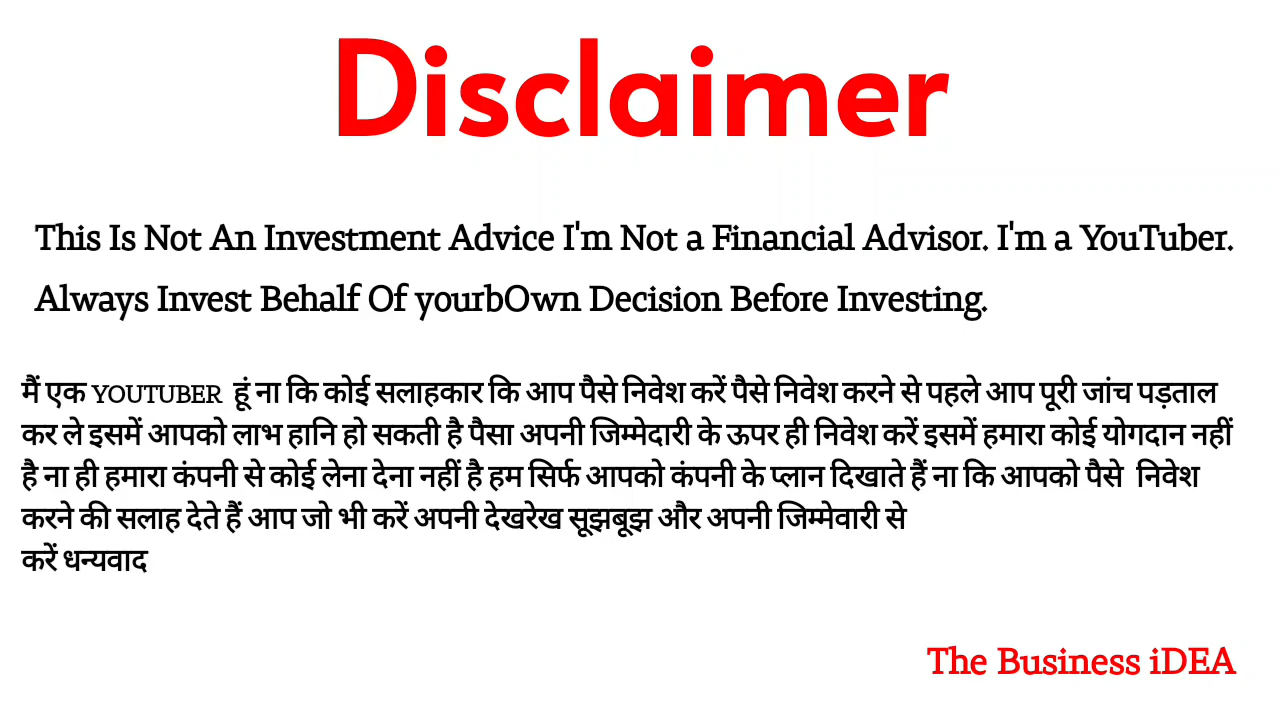 Disclaimer
This Is Not An Investment Advice I'm Not a Financial Advisor. I'm a YouTuber.
Always Invest Behalf Of yourbOwn Decision Before Investing.
मैं एक YOUTUBER हूं ना कि कोई सलाहकार कि आप पैसे निवेश करें पैसे निवेश करने से पहले आप पूरी जांच पड़ताल
कर ले इसमें आपको लाभ हानि हो सकती है पैसा अपनी जिम्मेदारी के ऊपर ही निवेश करें इसमें हमारा कोई योगदान नहीं
है ना ही हमारा कंपनी से कोई लेना देना नहीं है हम सिर्फ आपको कंपनी के प्लान दिखाते हैं ना कि आपको पैसे निवेश
करने की सलाह देते हैं आप जो भी करें अपनी देखरेख सूझबूझ और अपनी जिम्मेवारी से
करें धन्यवाद
The Business iDEA